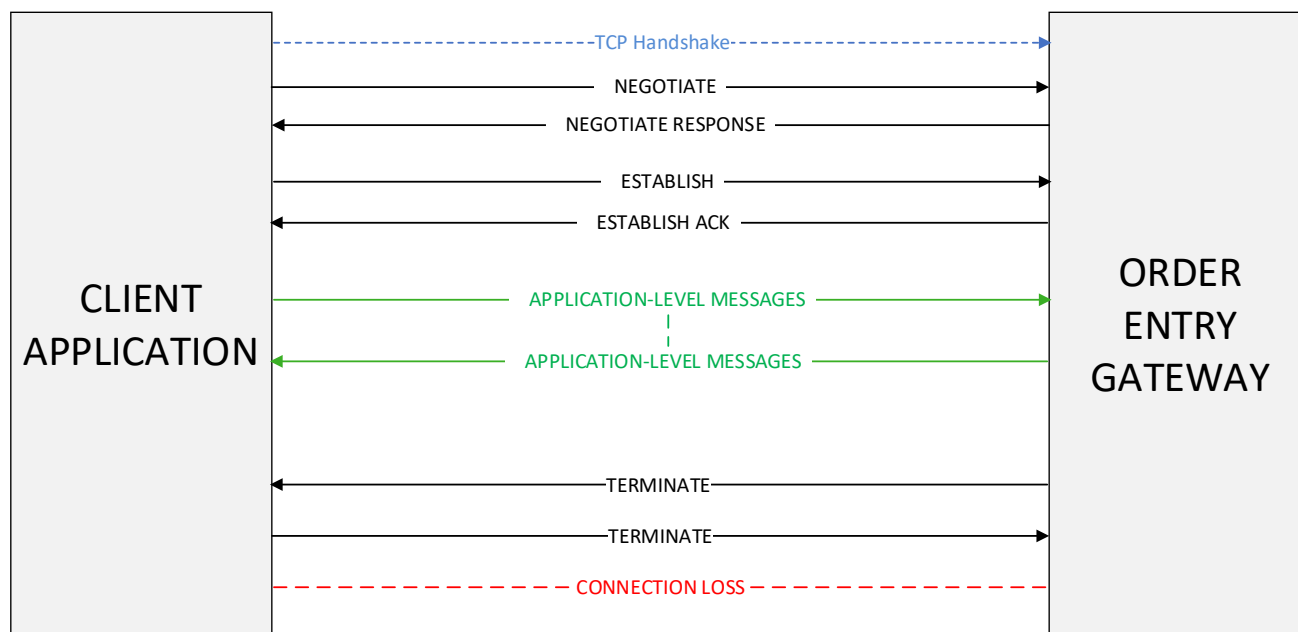 TCP Handshake
NEGOTIATE
NEGOTIATE RESPONSE
ESTABLISH
ESTABLISH ACK
CLIENT
APPLICATION
APPLICATION-LEVEL MESSAGES
APPLICATION-LEVEL MESSAGES
ORDER
ENTRY
GATEWAY
TERMINATE
TERMINATE
CONNECTION LOSS